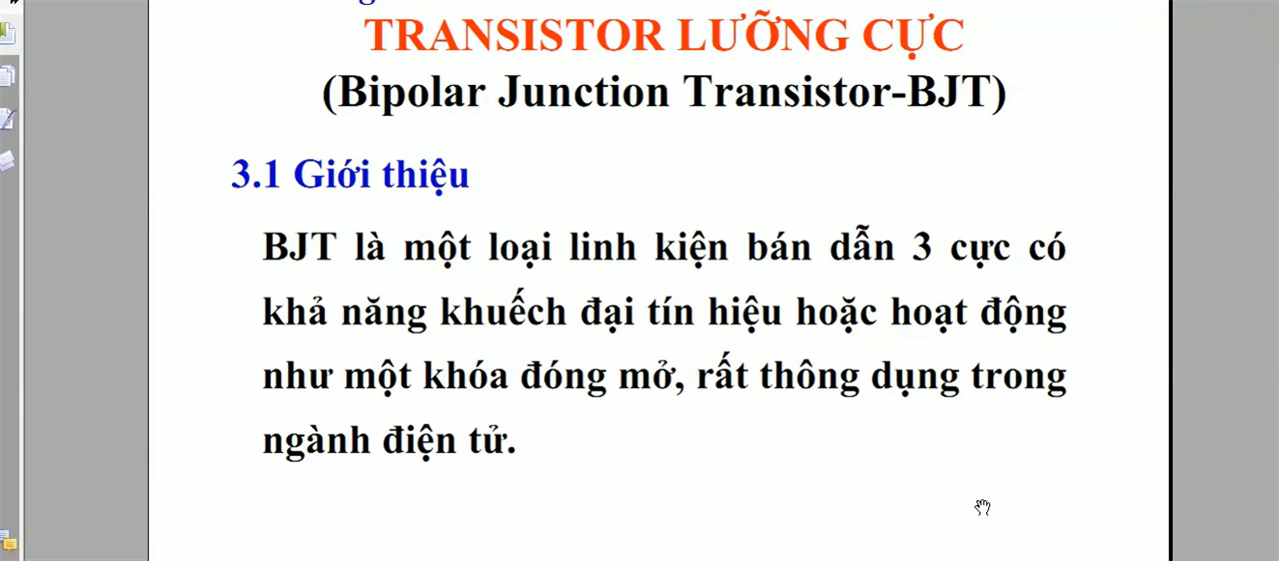 TRANSISTOR LƯỠNG CỰC
(Bipolar Junction Transistor-BJT)
3.1 Giới thiệu
BJT là một loại linh kiện bán dẫn 3 cực có
khả năng khuếch đại tín hiệu hoặc hoạt động
như một khóa đóng mở, rất thông dụng trong
ngành điện tử.